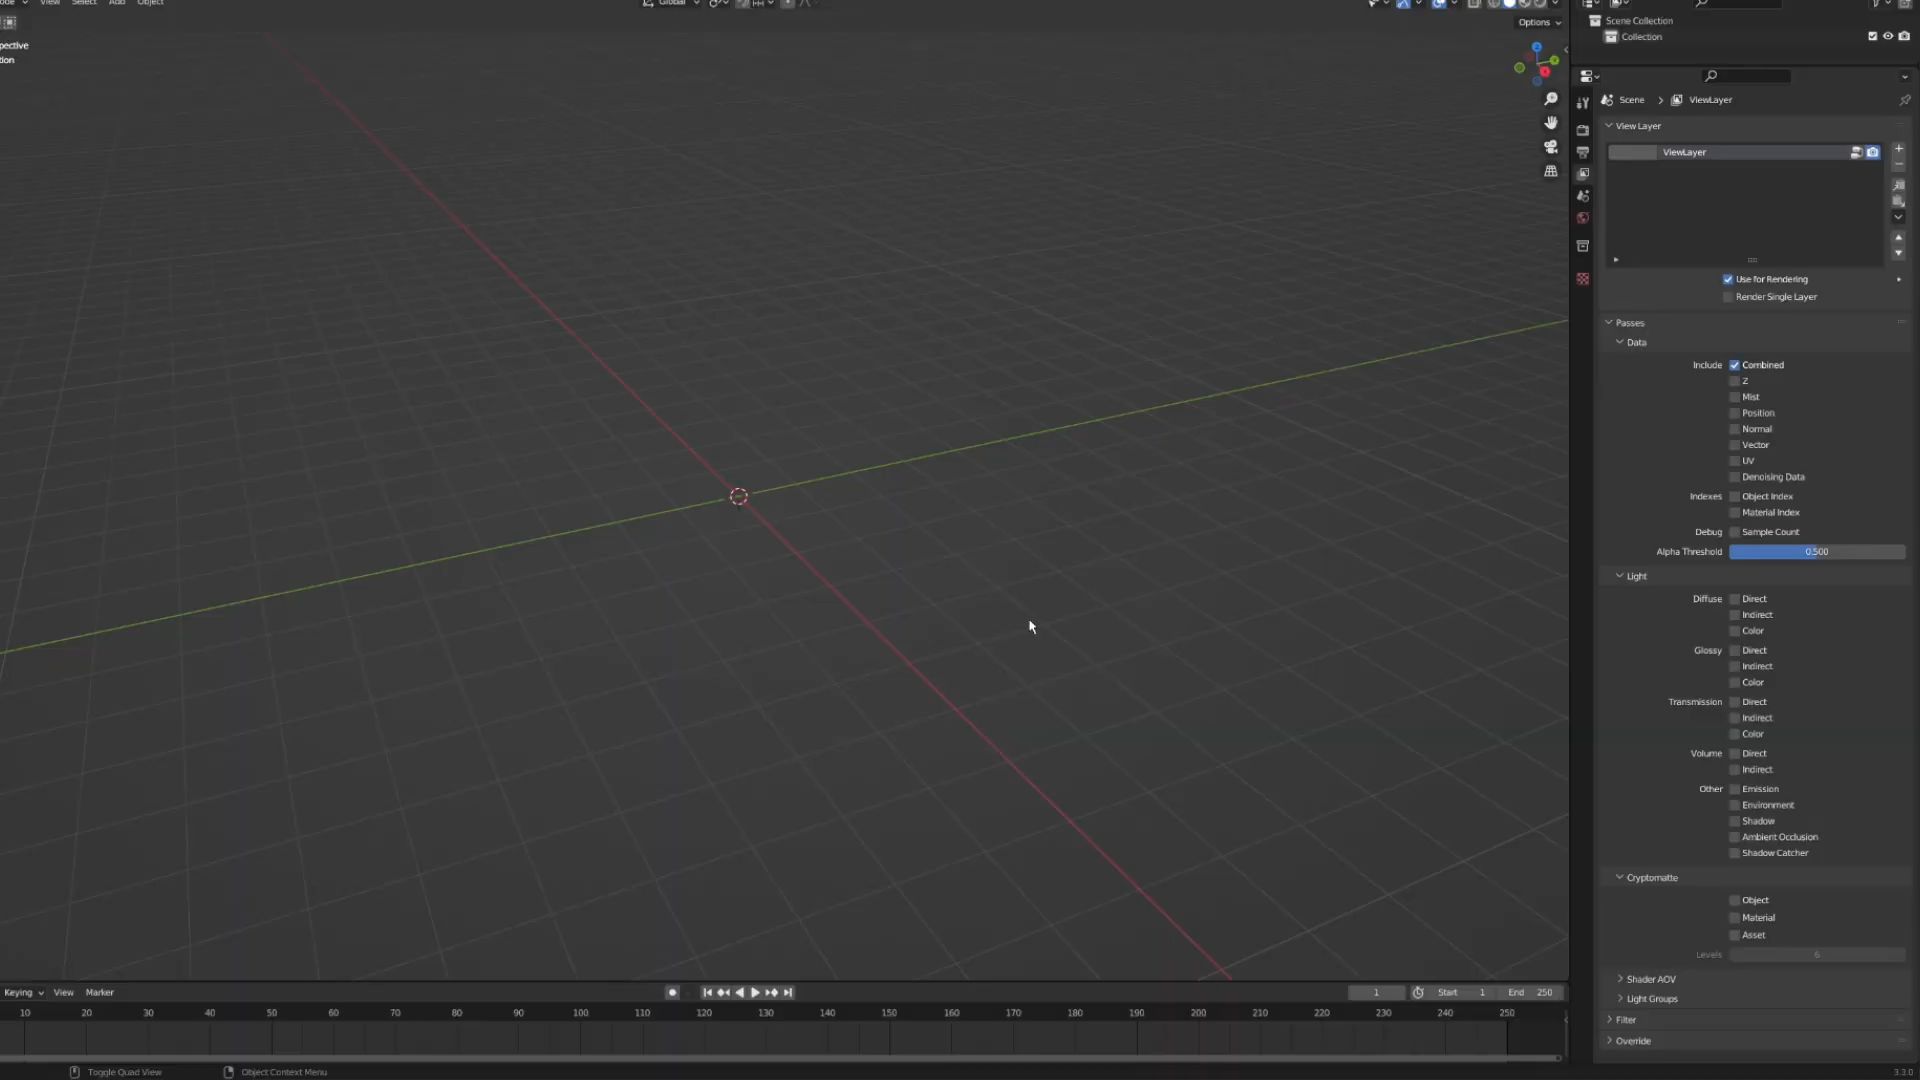 View
Select
Add
Object
Global
Options
Scene Collection
Collection
Scene
ViewLayer
View Layer
ViewLayer
Use for Rendering
Render Single Layer
Passes
Data
Include Combined
Z
Mist
Position
Normal
Vector
UV
Denoising Data
Indexes Object Index
Material Index
Debug Sample Count
Alpha Threshold 0.500
Light
Diffuse Direct
Indirect
Color
Glossy Direct
Indirect
Color
Transmission Direct
Indirect
Color
Volume Direct
Indirect
Other Emission
Environment
Shadow
Ambient Occlusion
Shadow Catcher
Cryptomatte
Object
Material
Asset
Levels 6
Shader AOV
Light Groups
Filter
Override
Keying View Marker
1 Start 1 End 250
10 20 30 40 50 60 70 80 90 100 110 120 130 140 150 160 170 180 190 200 210 220 230 240 250
Toggle Quad View Object Context Menu
3.3.0